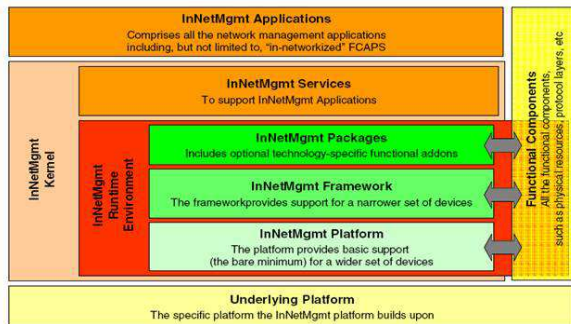 InNetMgmt Applications
Comprises all the network management applications
including, but not limited to, “in-networkized” FCAPS
InNetMgmt Services
To support InNetMgmt Applications
InNetMgmt
Kernel
InNetMgmt
Runtime
Environment
InNetMgmt Packages
Includes optional technology-specific functional addons
InNetMgmt Framework
The frameworkprovides support for a narrower set of devices
InNetMgmt Platform
The platform provides basic support
(the bare minimum) for a wider set of devices
Functional Components
All the functional components,
such as physical resources, protocol layers, etc
Underlying Platform
The specific platform the InNetMgmt platform builds upon